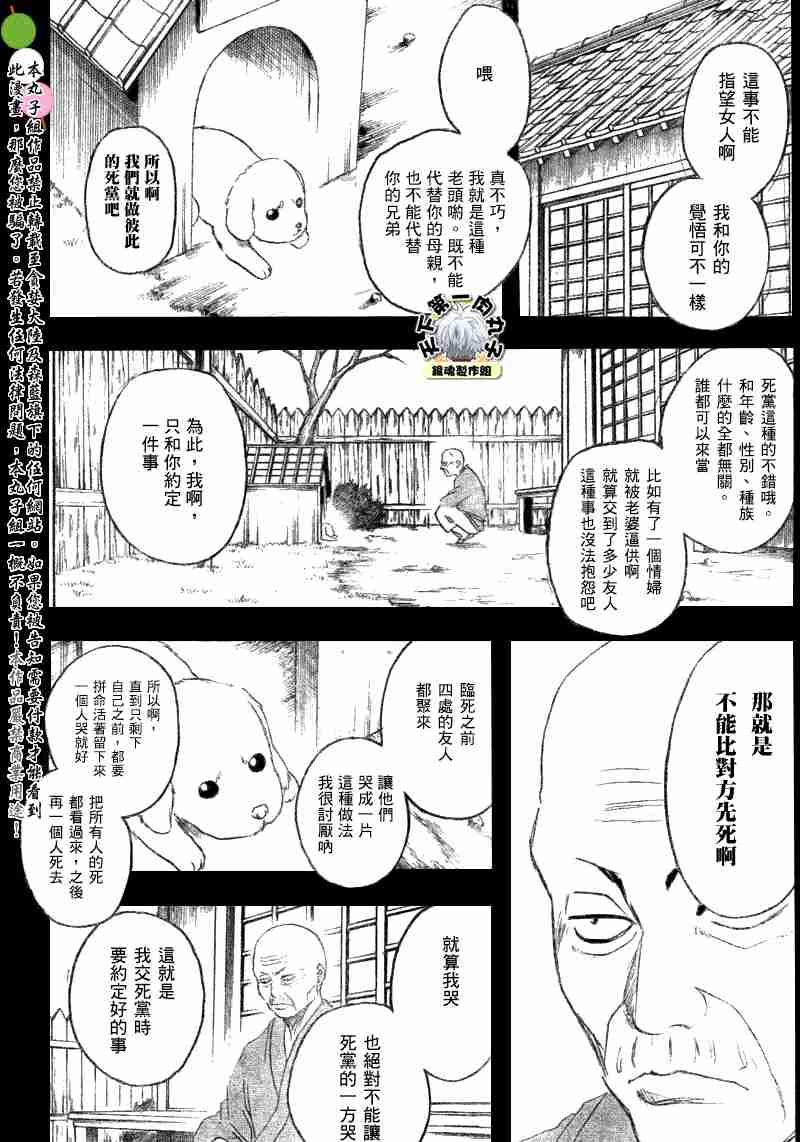 這事不能
指望女人啊
我和你的
覺悟可不一樣
喂
真不巧，
我就是這種
老頭喲。既不能
代替你的母親，
也不能代替
你的兄弟
所以啊
我們就做彼此
的死黨吧
死黨這種的不錯哦。
和年齡、性別、種族
什麼的全都無關。
誰都可以來當
比如有了一個情婦
就被老婆逼供啊
就算交到了多少友人
這種事也沒法抱怨吧
為此，我啊，
只和你約定
一件事
那就是
不能比對方先死啊
臨死之前
四處的友人
都聚來
讓他們
哭成一片
這種做法
我很討厭吶
所以啊，
直到只剩下
自己之前，都要
拼命活著留下來
一個人哭就好
把所有人的死
都看過來，之後
再一個人死去
就算我哭
也絕對不能讓
死黨的一方哭
這就是
我交死黨時
要約定好的事
天下第一肉丸子
銀魂製作組
本丸子組作品禁止轉載至貪婪大陸及森藍旗下的任何網站。如果您被告知需要付款才能看到
此漫畫，那麼您被騙了。若發生任何法律問題，本丸子組一概不負責！本作品嚴禁商業用途！